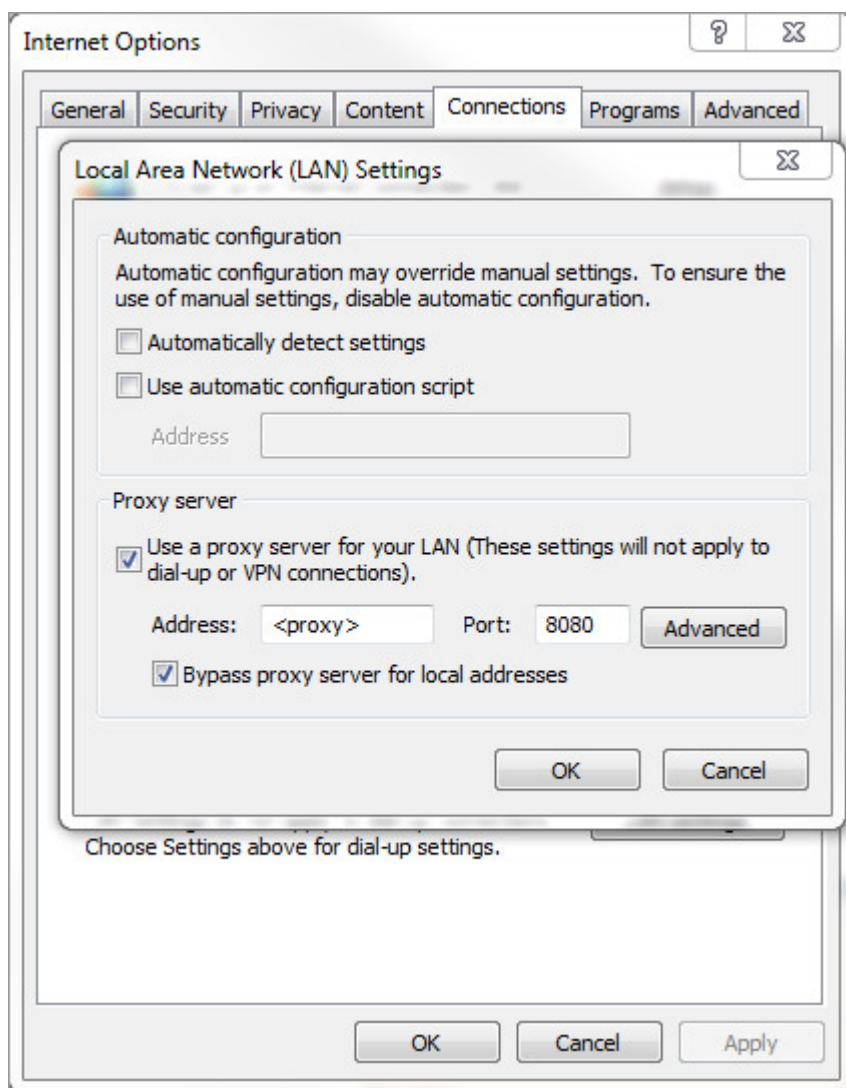 Internet Options
General Security Privacy Content Connections Programs Advanced
Local Area Network (LAN) Settings
Automatic configuration
Automatic configuration may override manual settings. To ensure the
use of manual settings, disable automatic configuration.
Automatically detect settings
Use automatic configuration script
Address
Proxy server
Use a proxy server for your LAN (These settings will not apply to
dial-up or VPN connections).
Address: <proxy> Port: 8080 Advanced
Bypass proxy server for local addresses
OK Cancel
Choose Settings above for dial-up settings.
OK Cancel Apply